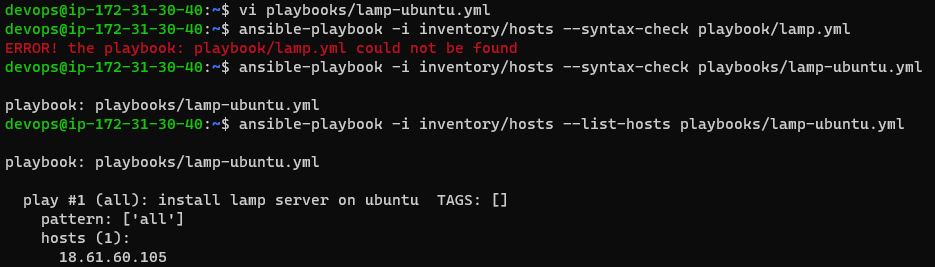 devops@ip-172-31-30-40:~$ vi playbooks/lamp-ubuntu.yml
devops@ip-172-31-30-40:~$ ansible-playbook -i inventory/hosts --syntax-check playbook/lamp.yml
ERROR! the playbook: playbook/lamp.yml could not be found
devops@ip-172-31-30-40:~$ ansible-playbook -i inventory/hosts --syntax-check playbooks/lamp-ubuntu.yml
playbook: playbooks/lamp-ubuntu.yml
devops@ip-172-31-30-40:~$ ansible-playbook -i inventory/hosts --list-hosts playbooks/lamp-ubuntu.yml
playbook: playbooks/lamp-ubuntu.yml
play #1 (all): install lamp server on ubuntu  TAGS: []
pattern: ['all']
hosts (1):
18.61.60.105